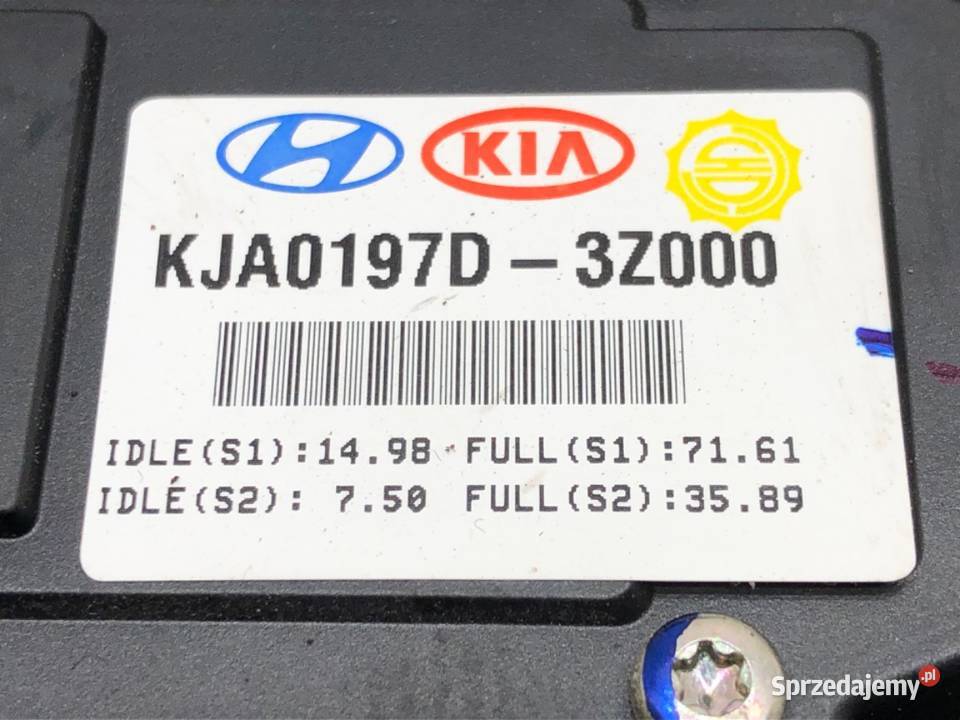 KIA
KJA0197D-3Z000
IDLE(S1):14.98 FULL(S1):71.61
IDLE(S2): 7.50 FULL(S2):35.89
Sprzedajemy.pl